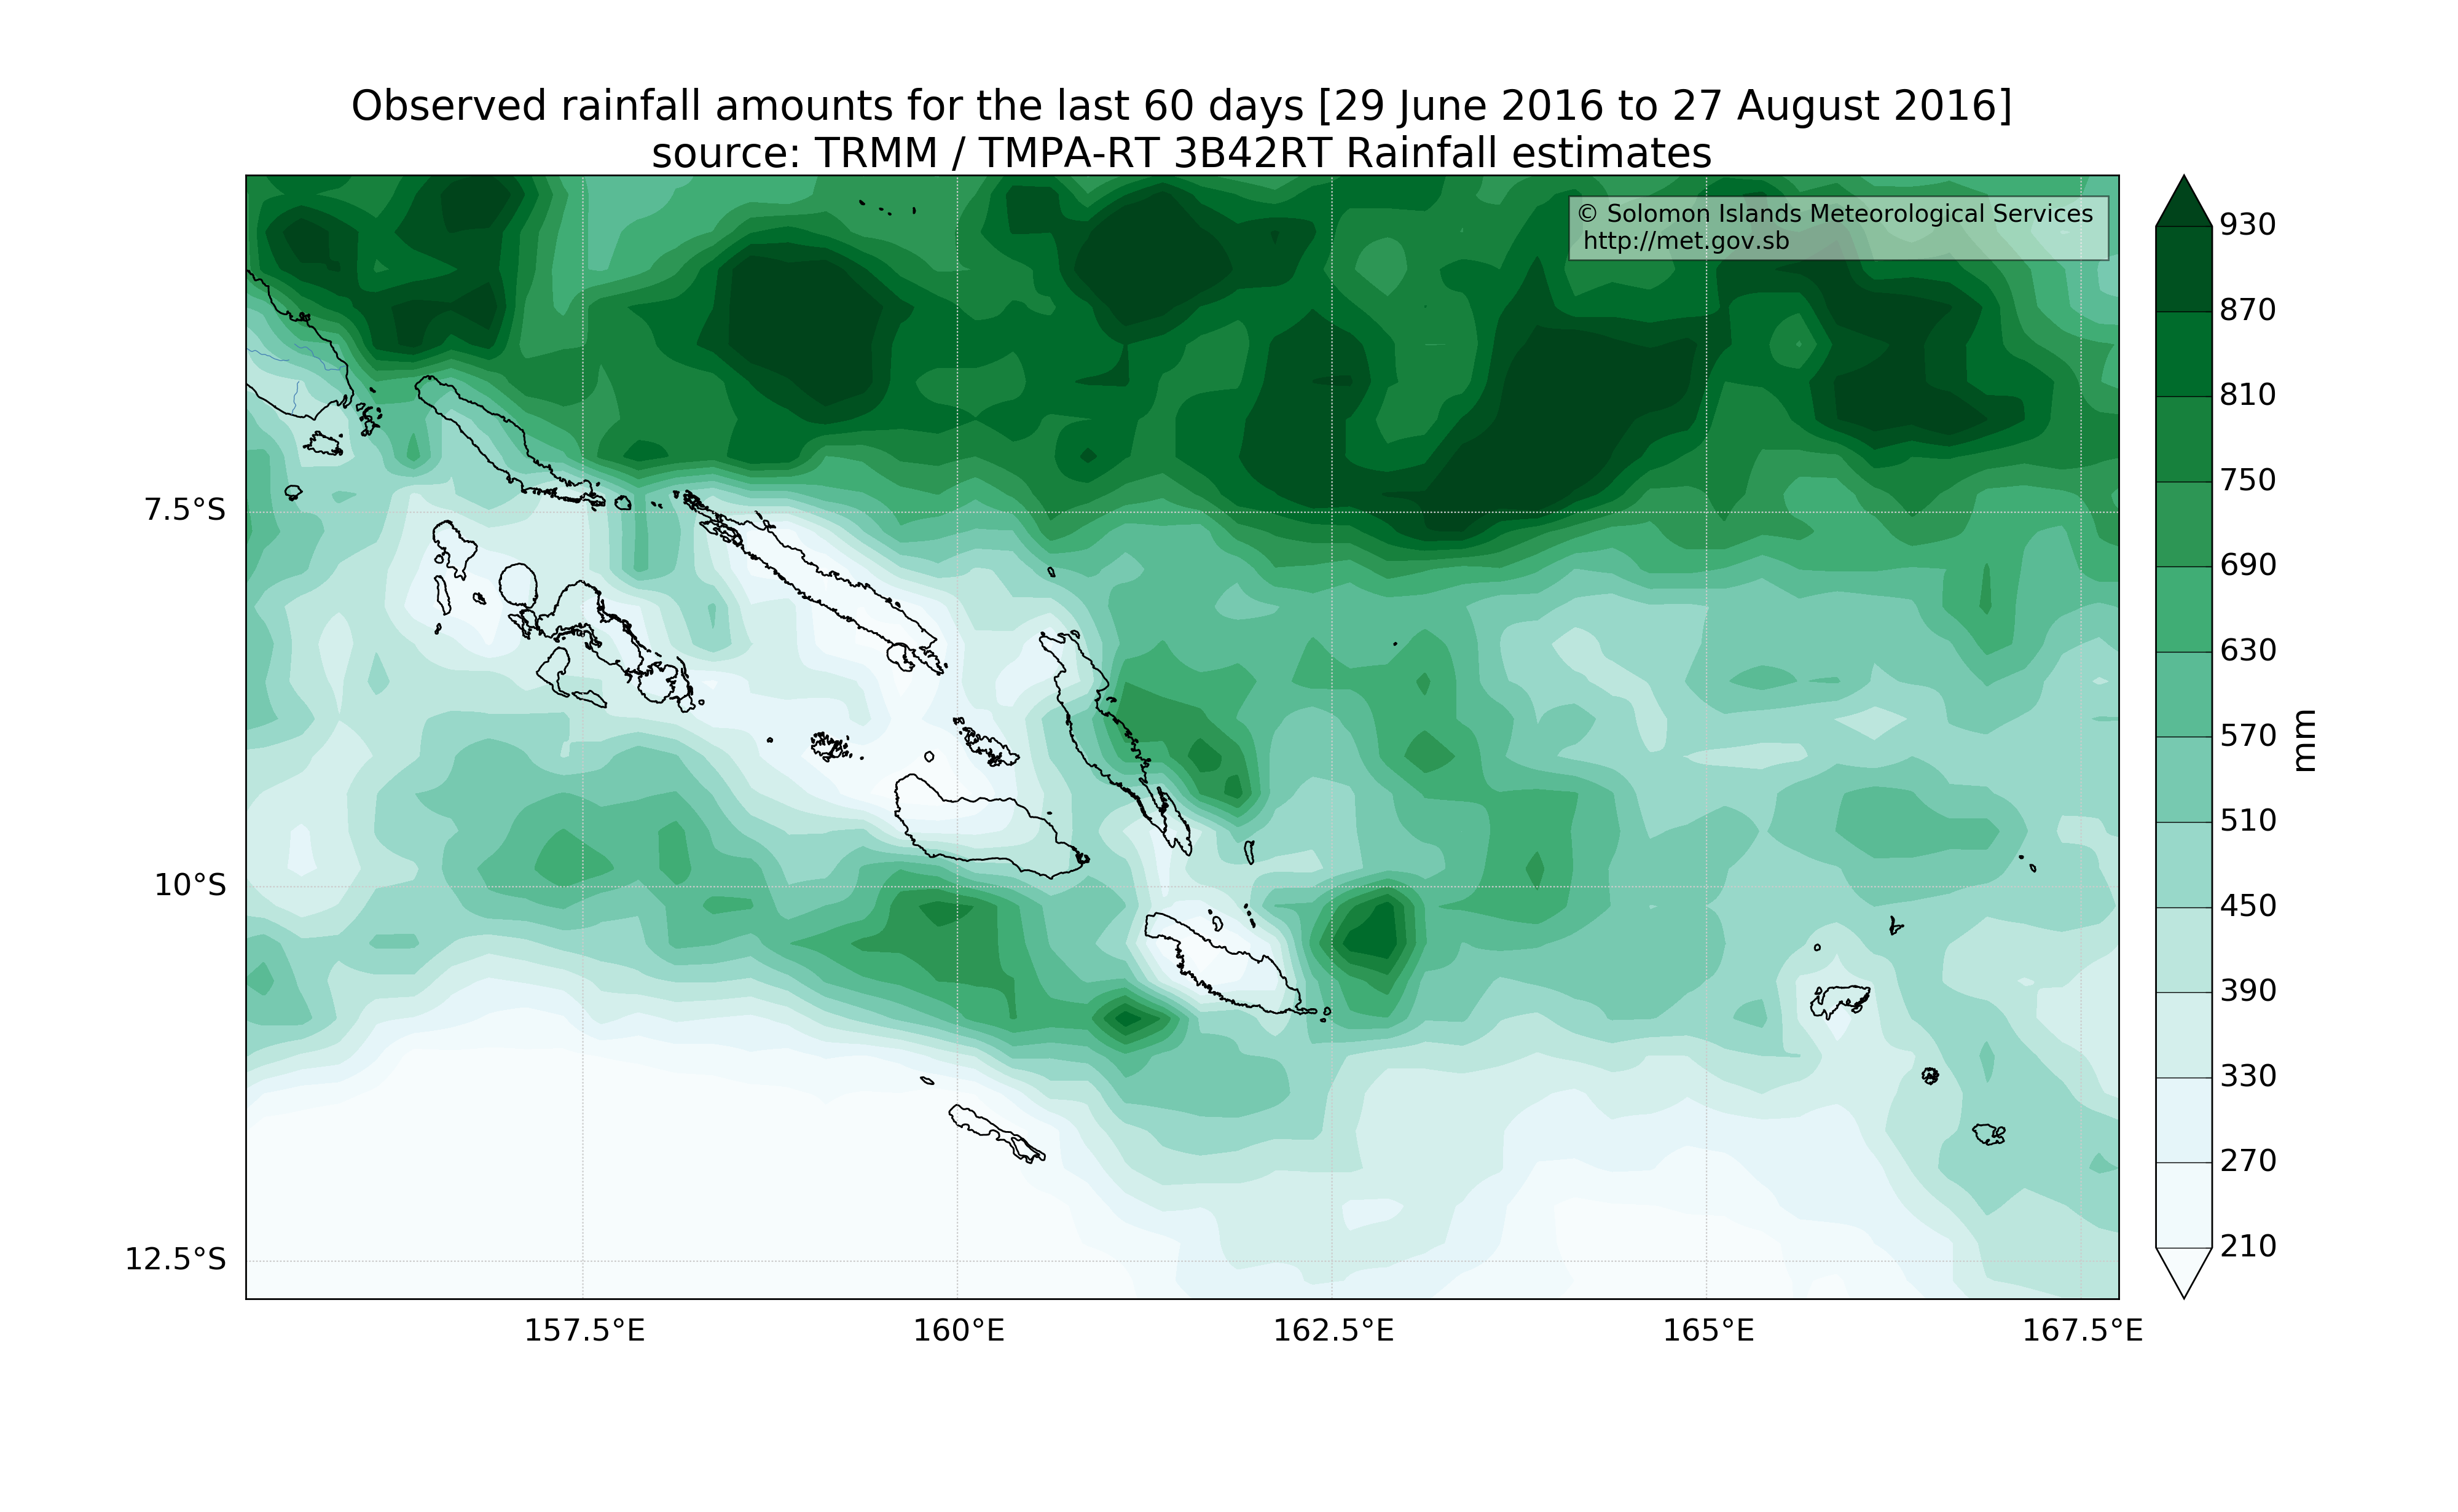 Observed rainfall amounts for the last 60 days [29 June 2016 to 27 August 2016]
source: TRMM / TMPA-RT 3B42RT Rainfall estimates
© Solomon Islands Meteorological Services
http://met.gov.sb
930
870
810
750
690
630
570
510
450
390
330
270
210
mm
7.5°S
10°S
12.5°S
157.5°E
160°E
162.5°E
165°E
167.5°E